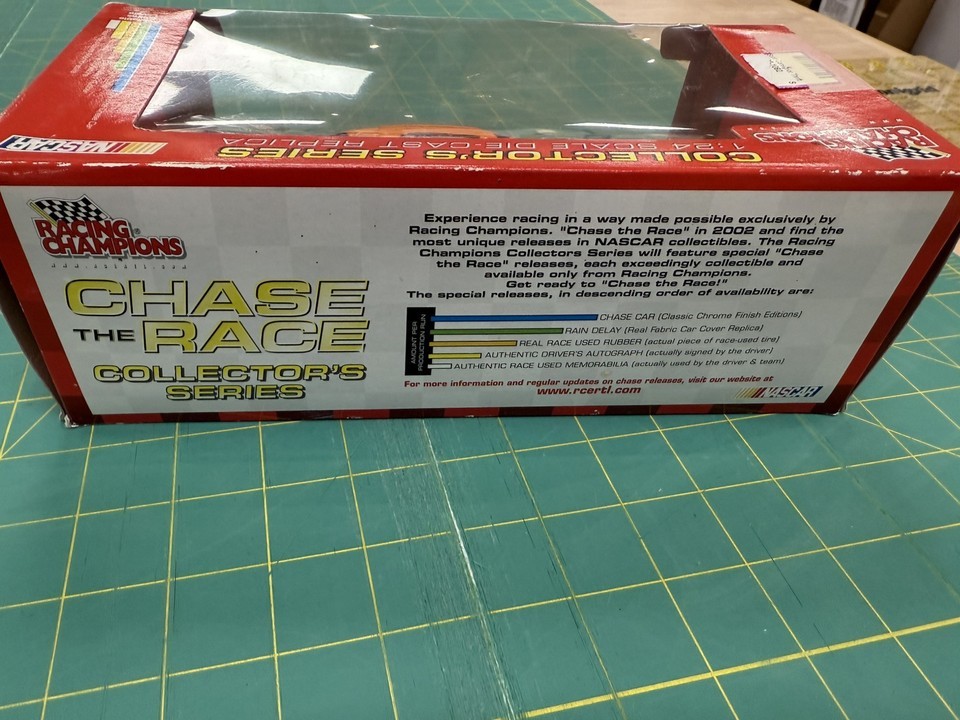 NASCAR
COLLECTOR'S SERIES
1:24 SCALE DIE-CAST REPLICA
RACING
CHAMPIONS
RACING
CHAMPIONS
CHASE
THE RACE
COLLECTOR'S
SERIES
Experience racing in a way made possible exclusively by
Racing Champions. "Chase the Race" in 2002 and find the
most unique releases in NASCAR collectibles. The Racing
Champions Collectors Series will feature special "Chase
the Race" releases, each exceedingly collectible and
available only from Racing Champions.
Get ready to "Chase the Race!"
The special releases, in descending order of availability are:
AMOUNT PER
PRODUCTION RUN
CHASE CAR (Classic Chrome Finish Editions)
RAIN DELAY (Real Fabric Car Cover Replica)
REAL RACE USED RUBBER (actual piece of race-used tire)
AUTHENTIC DRIVER'S AUTOGRAPH (actually signed by the driver)
AUTHENTIC RACE USED MEMORABILIA (actually used by the driver & team)
For more information and regular updates on chase releases, visit our website at
www.rcertl.com
NASCAR